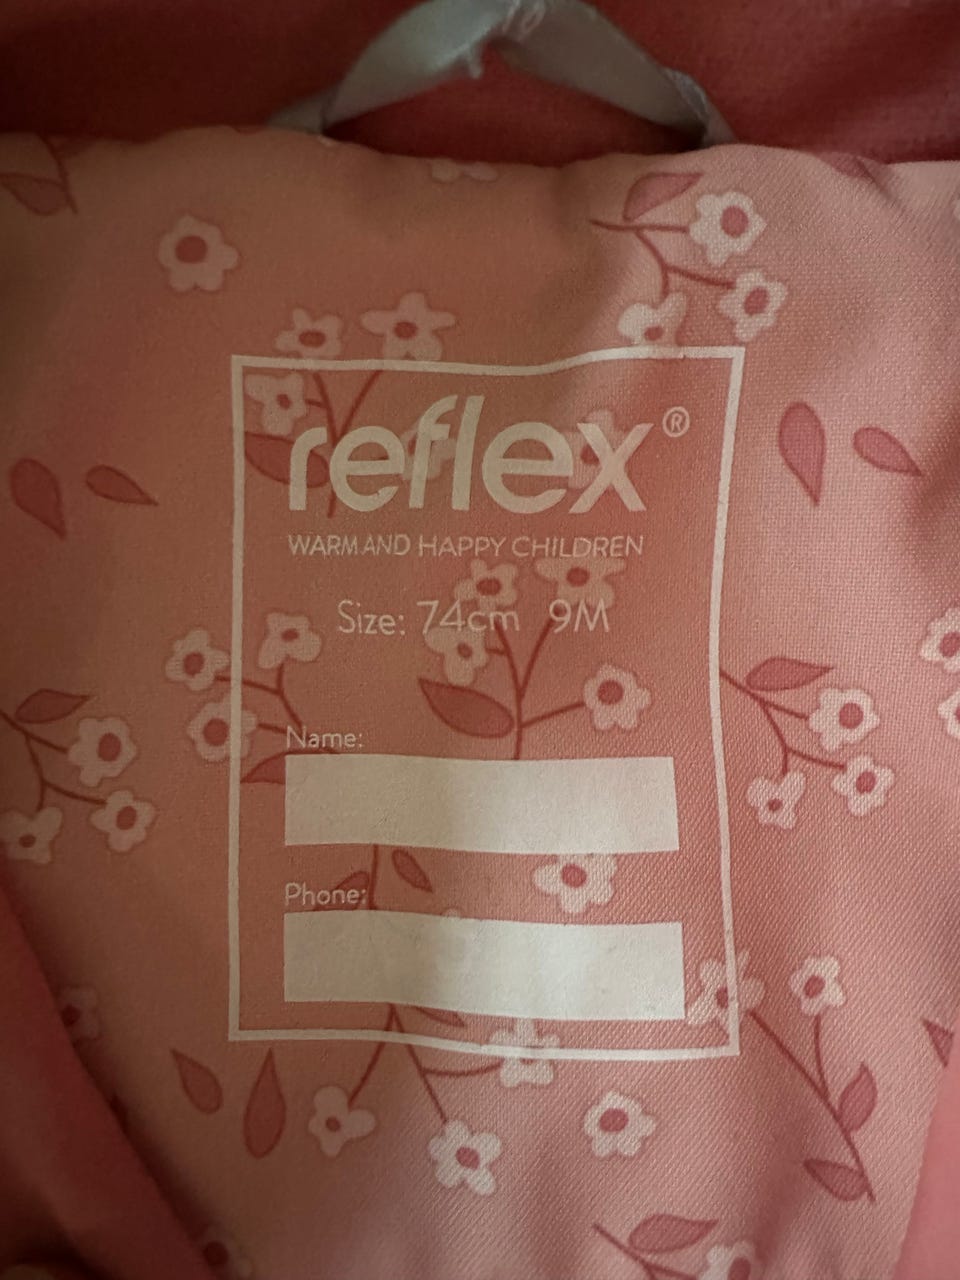 reflex®
WARM AND HAPPY CHILDREN
Size: 74cm 9M
Name:
Phone: